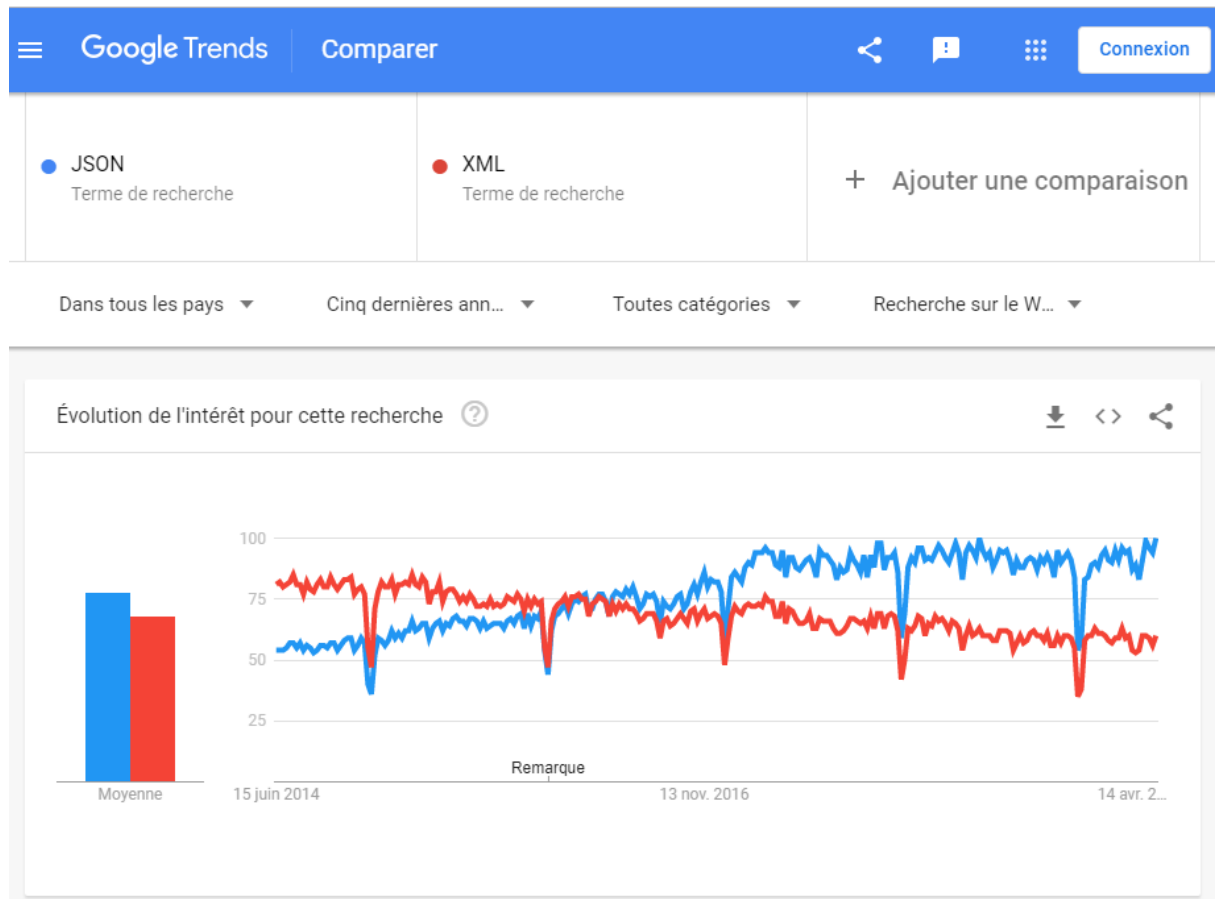 Google Trends Comparer Connexion
JSON
Terme de recherche
XML
Terme de recherche
+ Ajouter une comparaison
Dans tous les pays Cinq dernières ann... Toutes catégories Recherche sur le W...
Évolution de l'intérêt pour cette recherche ?
100
75
50
25
Remarque
Moyenne 15 juin 2014 13 nov. 2016 14 avr. 2...